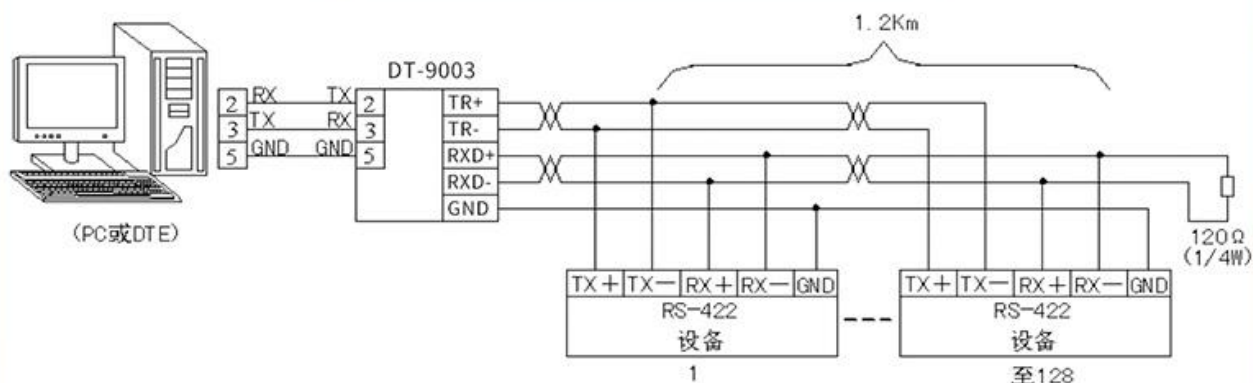 1.2Km
DT-9003
2 RX TX 2 TR+
3 TX RX 3 TR-
5 GND GND 5 RXD+
RXD-
GND
(PC或DTE)
120Ω
(1/4W)
TX+ TX- RX+ RX- GND
RS-422
设备
1
TX+ TX- RX+ RX- GND
RS-422
设备
至128